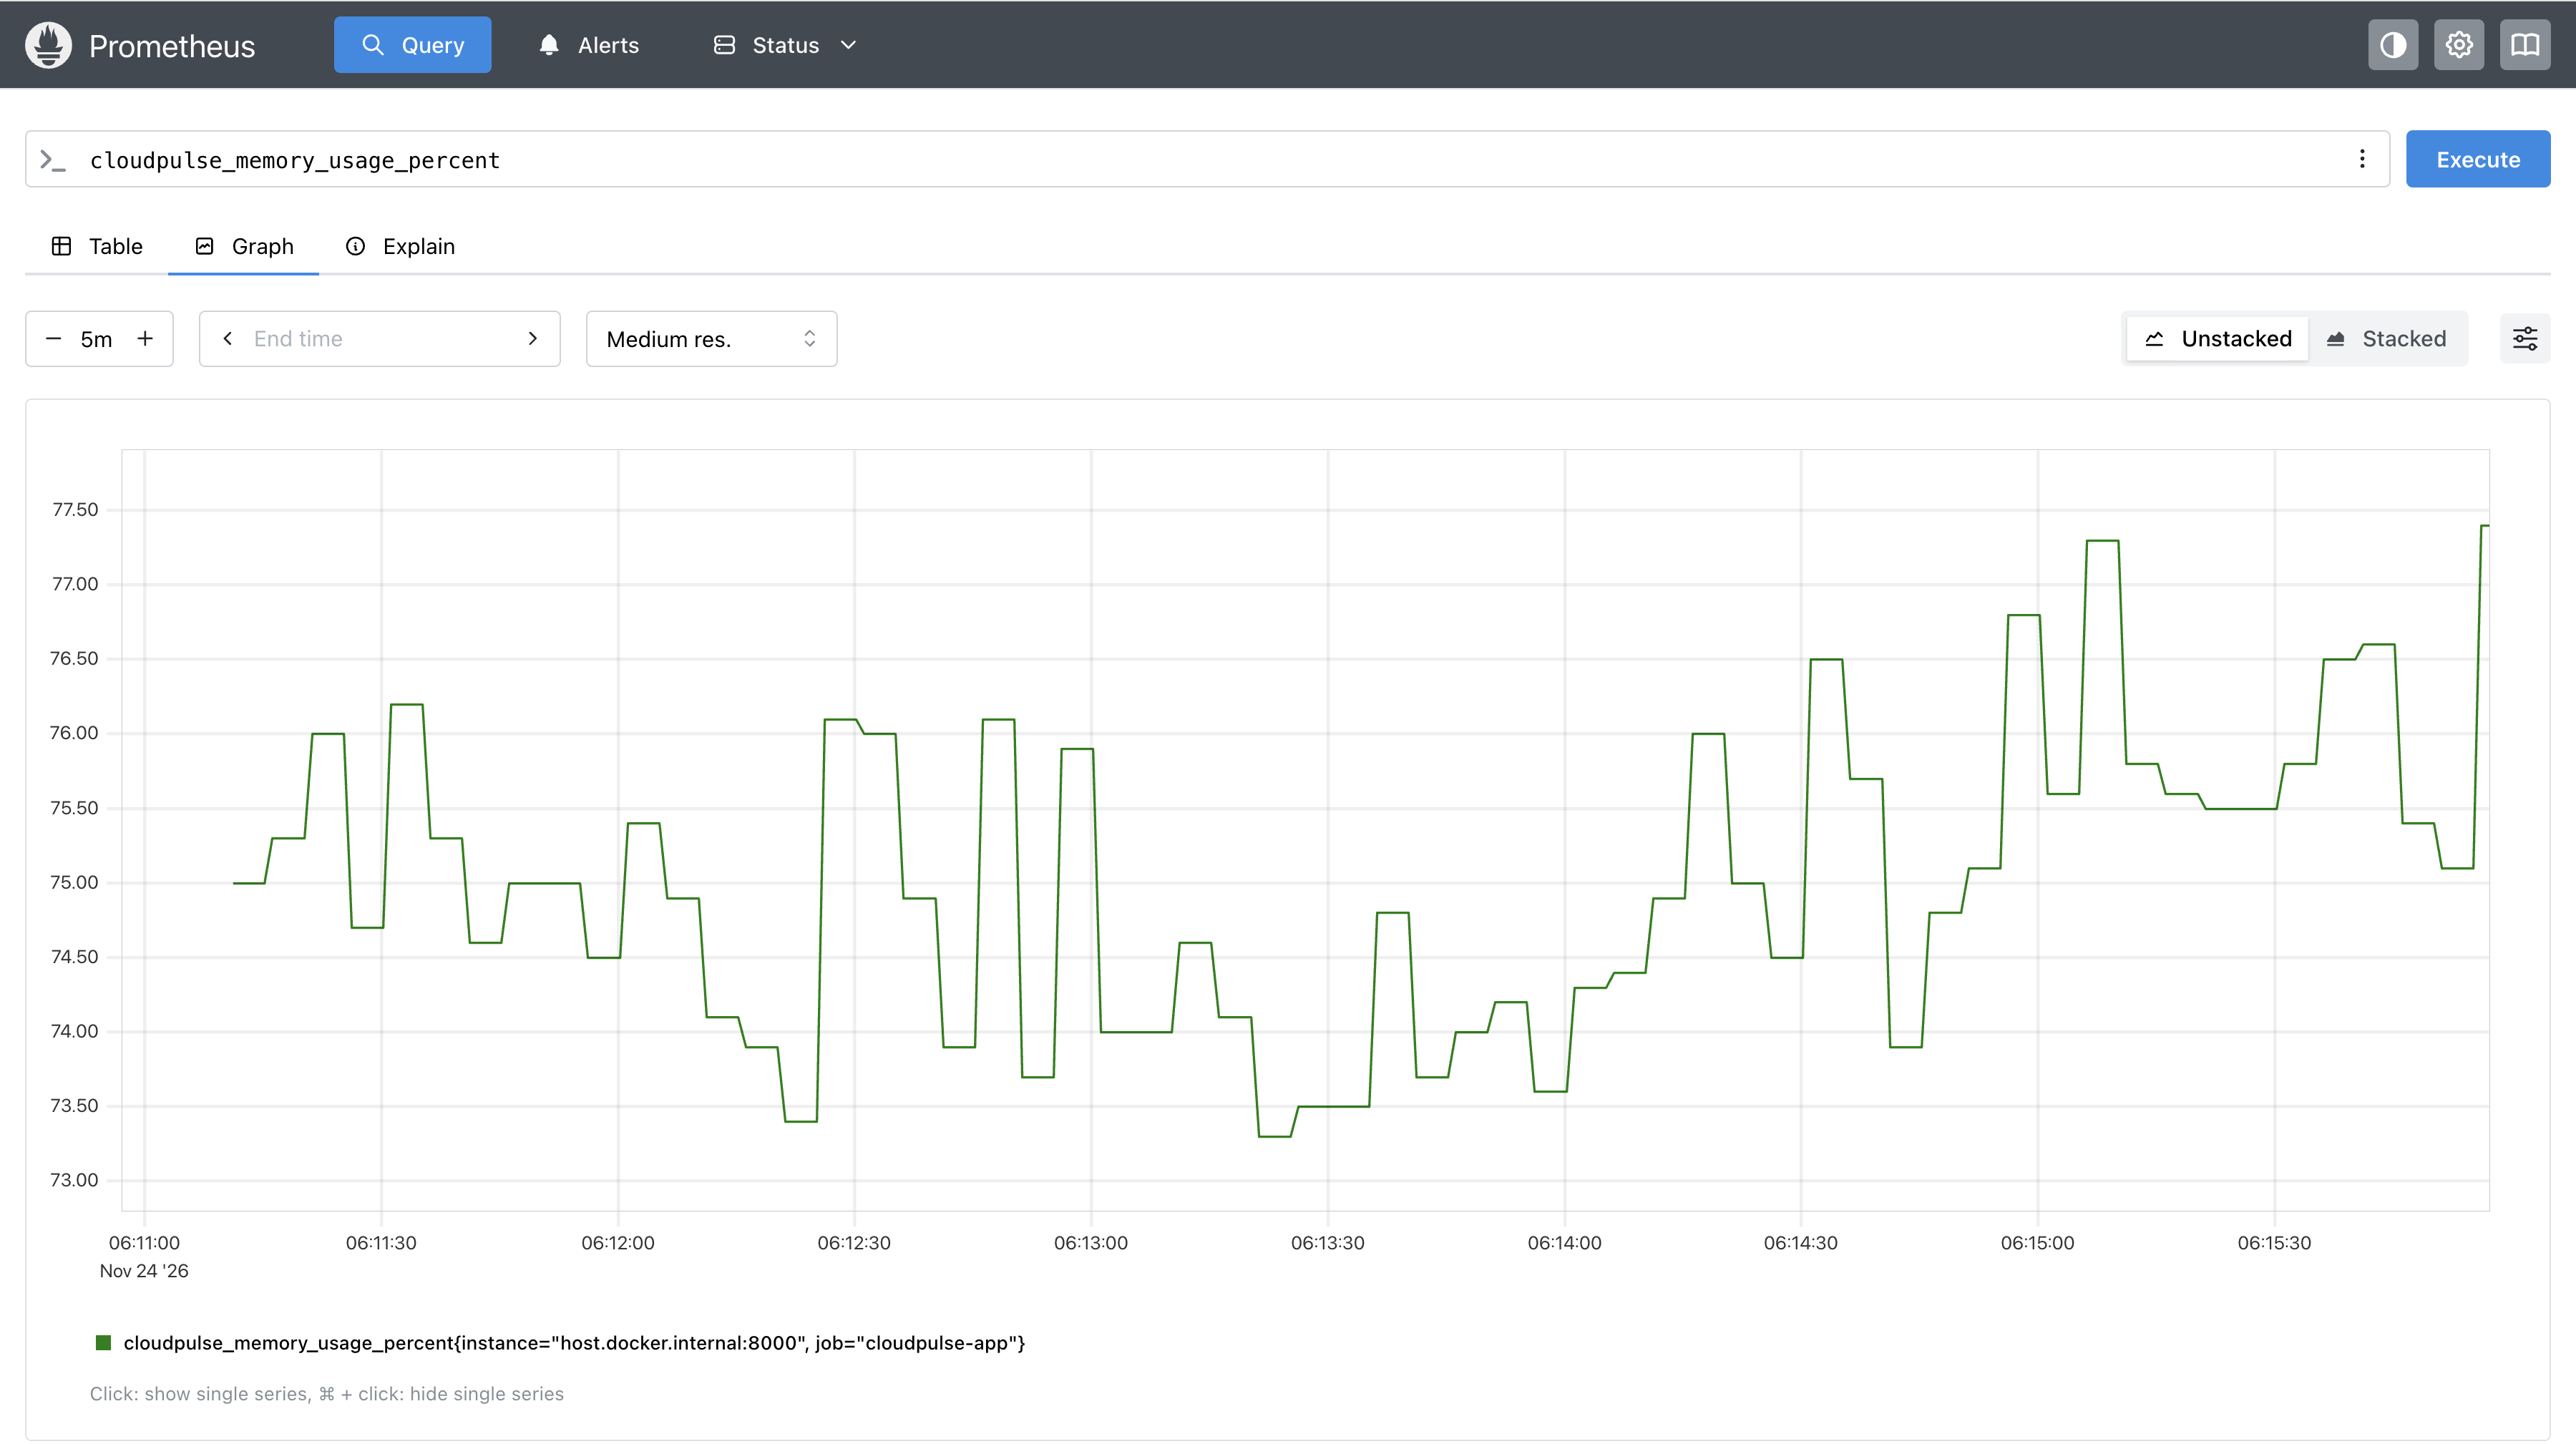 Prometheus Query Alerts Status
cloudpulse_memory_usage_percent Execute
Table Graph Explain
5m End time Medium res. Unstacked Stacked
77.50
77.00
76.50
76.00
75.50
75.00
74.50
74.00
73.50
73.00
06:11:00 06:11:30 06:12:00 06:12:30 06:13:00 06:13:30 06:14:00 06:14:30 06:15:00 06:15:30
Nov 24 '26
cloudpulse_memory_usage_percent{instance="host.docker.internal:8000", job="cloudpulse-app"}
Click: show single series, ⌘ + click: hide single series